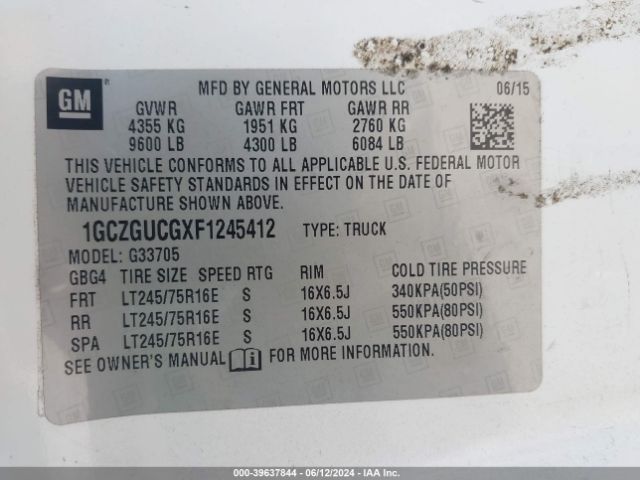 GM
®
MFD BY GENERAL MOTORS LLC 06/15
GVWR GAWR FRT GAWR RR
4355 KG 1951 KG 2760 KG
9600 LB 4300 LB 6084 LB
THIS VEHICLE CONFORMS TO ALL APPLICABLE U.S. FEDERAL MOTOR
VEHICLE SAFETY STANDARDS IN EFFECT ON THE DATE OF
MANUFACTURE SHOWN ABOVE.
1GCZGUCGXF1245412 TYPE: TRUCK
MODEL: G33705
GBG4 TIRE SIZE SPEED RTG RIM COLD TIRE PRESSURE
FRT LT245/75R16E S 16X6.5J 340KPA(50PSI)
RR LT245/75R16E S 16X6.5J 550KPA(80PSI)
SPA LT245/75R16E S 16X6.5J 550KPA(80PSI)
SEE OWNER'S MANUAL FOR MORE INFORMATION.
000-39637844 | 06/12/2024 | IAA Inc.